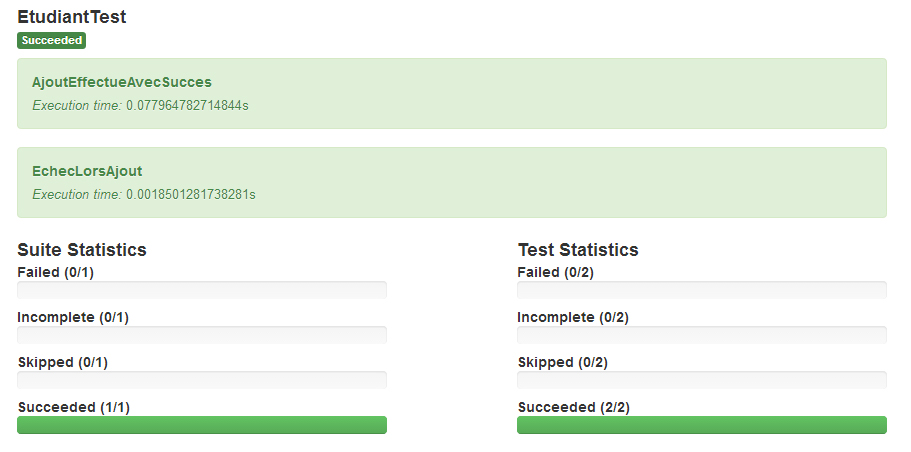 EtudiantTest
Succeeded
AjoutEffectueAvecSucces
Execution time: 0.077964782714844s
EchecLorsAjout
Execution time: 0.0018501281738281s
Suite Statistics
Failed (0/1)
Incomplete (0/1)
Skipped (0/1)
Succeeded (1/1)
Test Statistics
Failed (0/2)
Incomplete (0/2)
Skipped (0/2)
Succeeded (2/2)